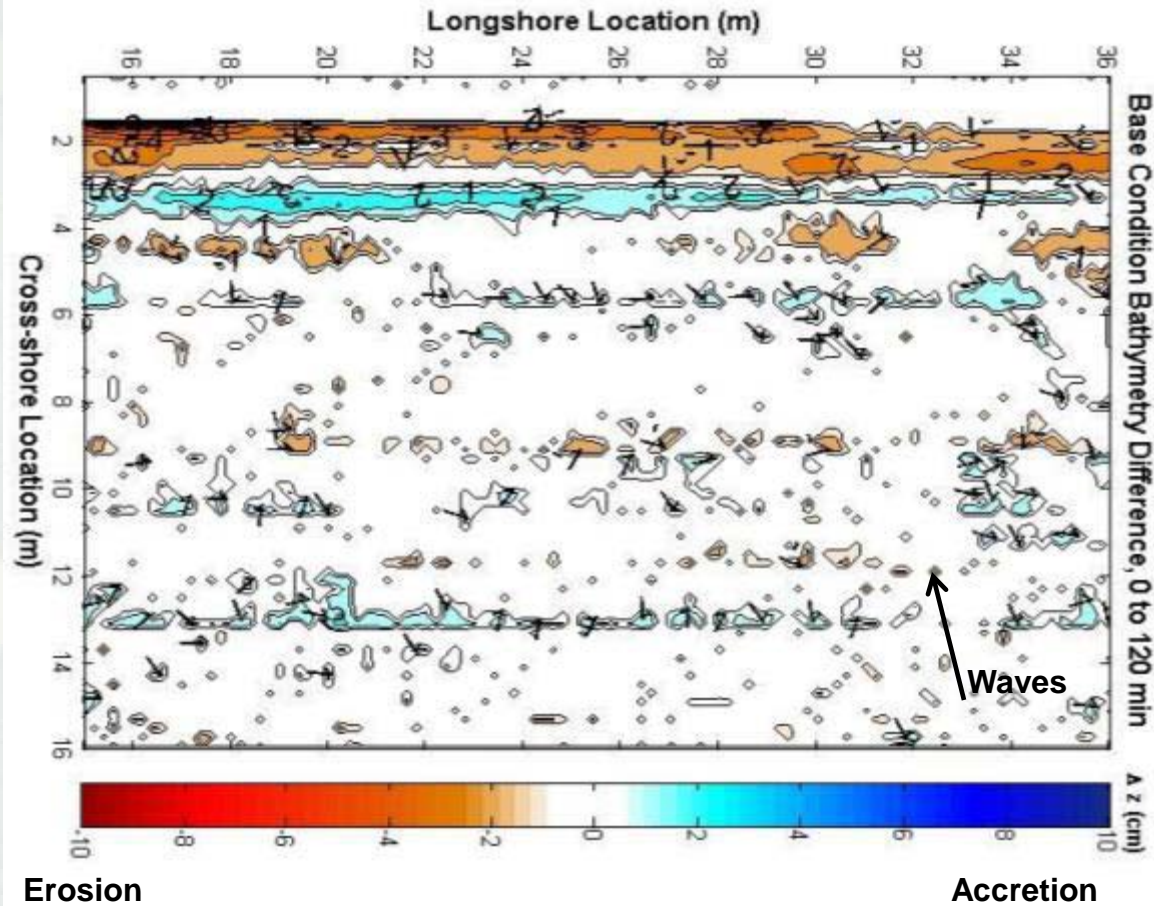 Longshore Location (m)
16 18 20 22 24 26 28 30 32 34 36
Base Condition Bathymetry Difference, 0 to 120 min
2
4
6
8
10
12
14
16
Cross-shore Location (m)
Waves
Δ z (cm)
-10 -8 -6 -4 -2 0 2 4 6 8 10
Erosion Accretion